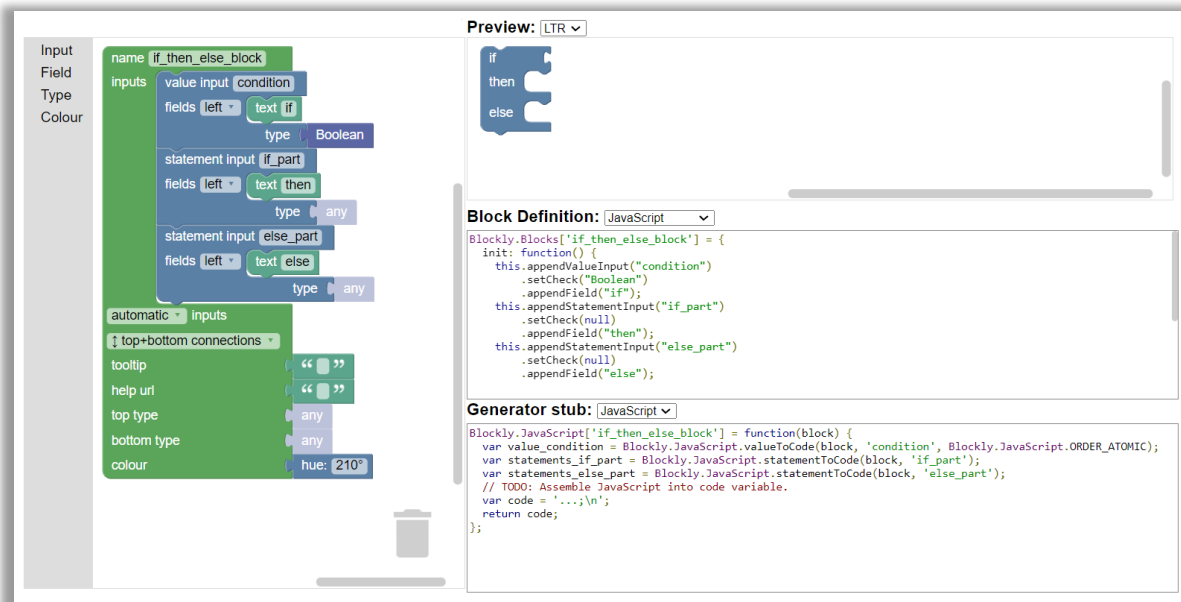 Input
Field
Type
Colour
name if_then_else_block
inputs value input condition
fields left text if
type Boolean
statement input if_part
fields left text then
type any
statement input else_part
fields left text else
type any
automatic inputs
↕ top+bottom connections
tooltip “ ”
help url “ ”
top type any
bottom type any
colour hue: 210°
Preview: LTR
if
then
else
Block Definition: JavaScript
Blockly.Blocks['if_then_else_block'] = {
init: function() {
this.appendValueInput("condition")
.setCheck("Boolean")
.appendField("if");
this.appendStatementInput("if_part")
.setCheck(null)
.appendField("then");
this.appendStatementInput("else_part")
.setCheck(null)
.appendField("else");
Generator stub: JavaScript
Blockly.JavaScript['if_then_else_block'] = function(block) {
var value_condition = Blockly.JavaScript.valueToCode(block, 'condition', Blockly.JavaScript.ORDER_ATOMIC);
var statements_if_part = Blockly.JavaScript.statementToCode(block, 'if_part');
var statements_else_part = Blockly.JavaScript.statementToCode(block, 'else_part');
// TODO: Assemble JavaScript into code variable.
var code = '...;\n';
return code;
};